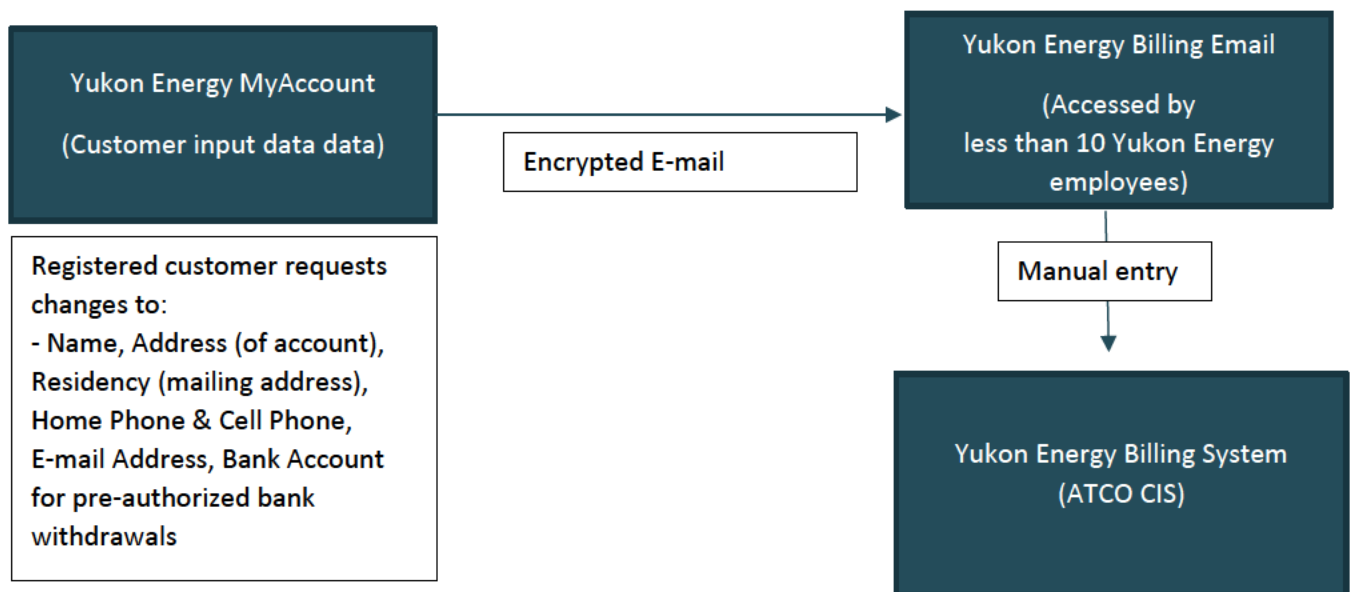 Yukon Energy MyAccount
(Customer input data data)
Encrypted E-mail
Yukon Energy Billing Email
(Accessed by
less than 10 Yukon Energy
employees)
Registered customer requests
changes to:
- Name, Address (of account),
Residency (mailing address),
Home Phone & Cell Phone,
E-mail Address, Bank Account
for pre-authorized bank
withdrawals
Manual entry
Yukon Energy Billing System
(ATCO CIS)